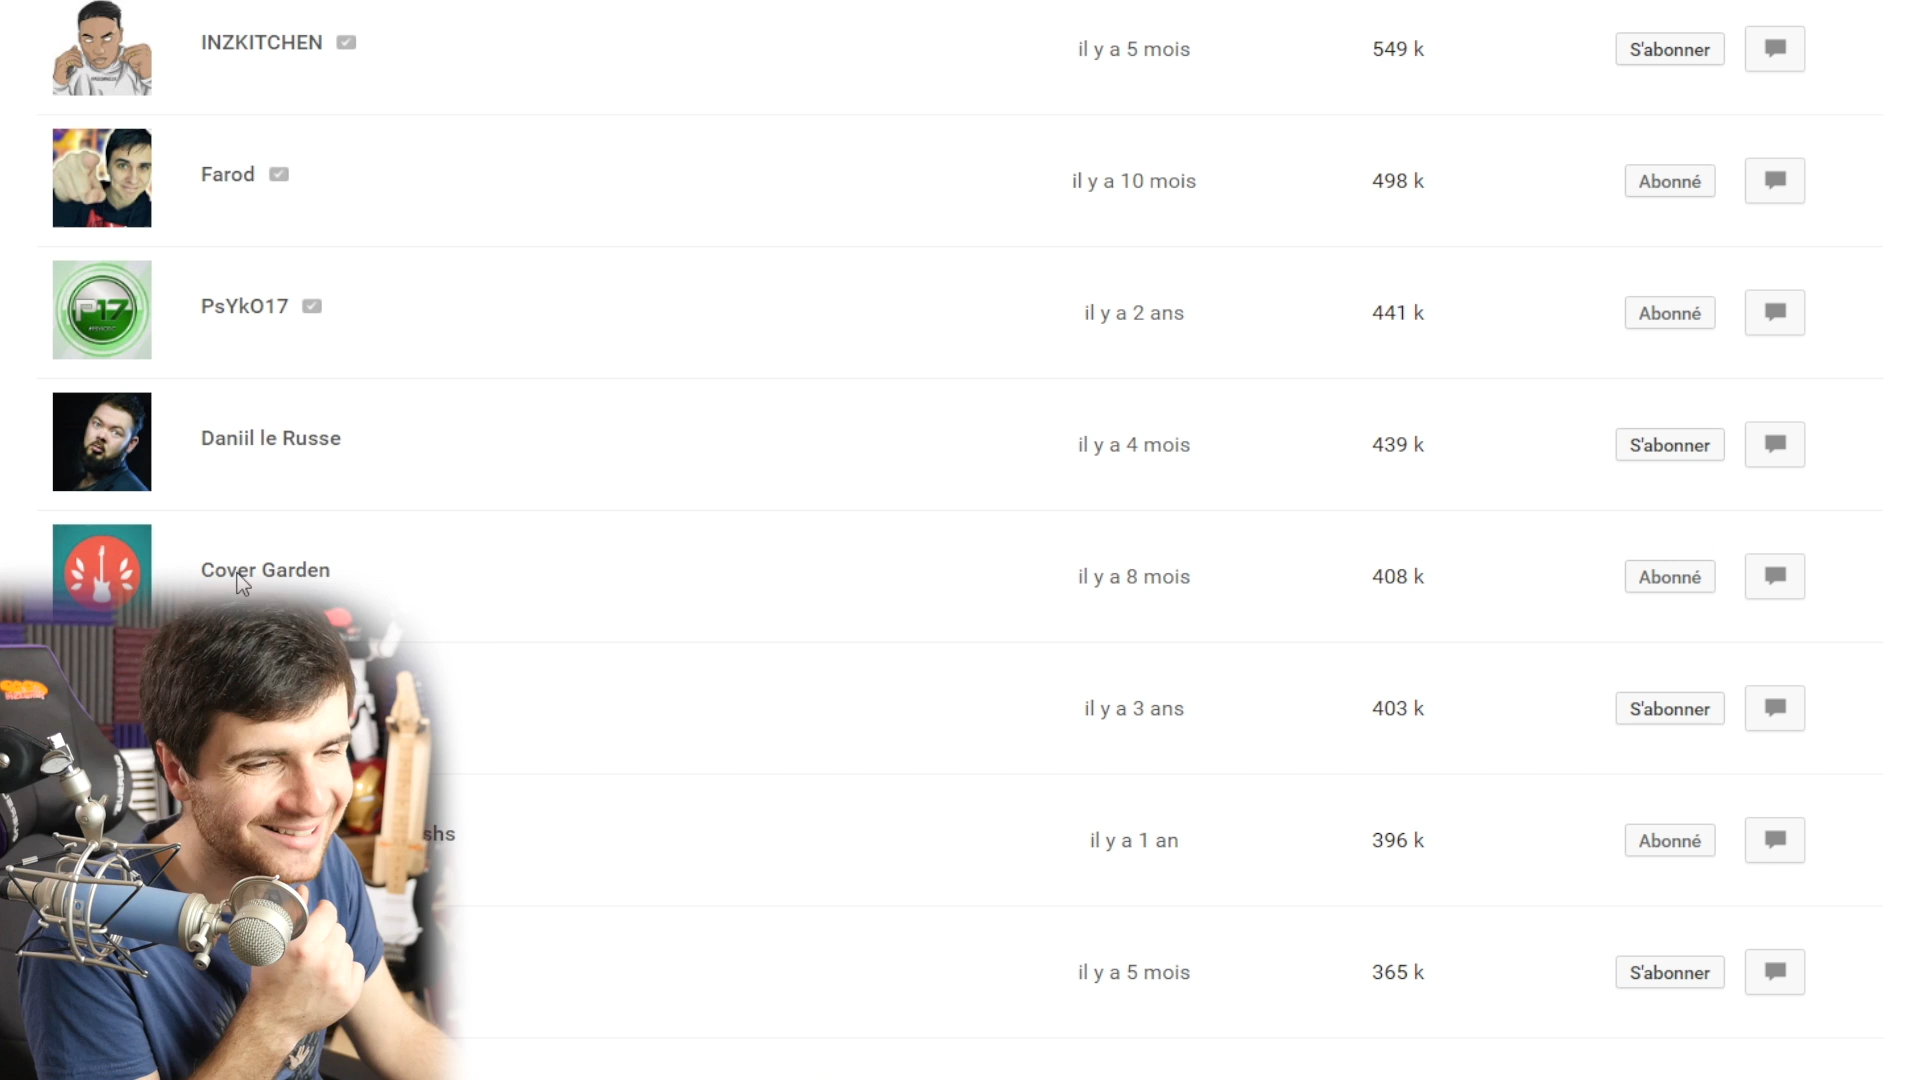 INZKITCHEN
il y a 5 mois
549 k
S'abonner
Farod
il y a 10 mois
498 k
Abonné
PsYkO17
il y a 2 ans
441 k
Abonné
P17
Daniil le Russe
il y a 4 mois
439 k
S'abonner
Cover Garden
il y a 8 mois
408 k
Abonné
il y a 3 ans
403 k
S'abonner
shs
il y a 1 an
396 k
Abonné
il y a 5 mois
365 k
S'abonner